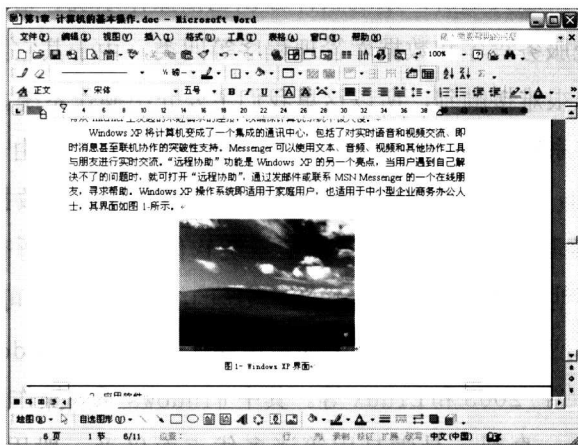 第1章 计算机的基本操作.doc - Microsoft Word
文件(F) 编辑(E) 视图(V) 插入(I) 格式(O) 工具(T) 表格(A) 窗口(W) 帮助(H)
100%
正文 宋体 五号 B I U A A
Windows XP 将计算机变成了一个集成的通讯中心，包括了对实时语音和视频交流、即
时消息甚至联机协作的突破性支持。Messenger 可以使用文本、音频、视频和其他协作工具
与朋友进行实时交流。“远程协助”功能是 Windows XP 的另一个亮点，当用户遇到自己解
决不了的问题时，就可打开“远程协助”，通过发邮件或联系 MSN Messenger 的一个在线朋
友，寻求帮助。Windows XP 操作系统即适用于家庭用户，也适用于中小型企业商务办公人
士，其界面如图 1-所示。
图 1- Windows XP 界面
2. 应用软件
绘图(R) 自选图形(U)
6 页 1 节 6/11 位置： 行 列 录制 修订 扩展 改写 中文(中国)